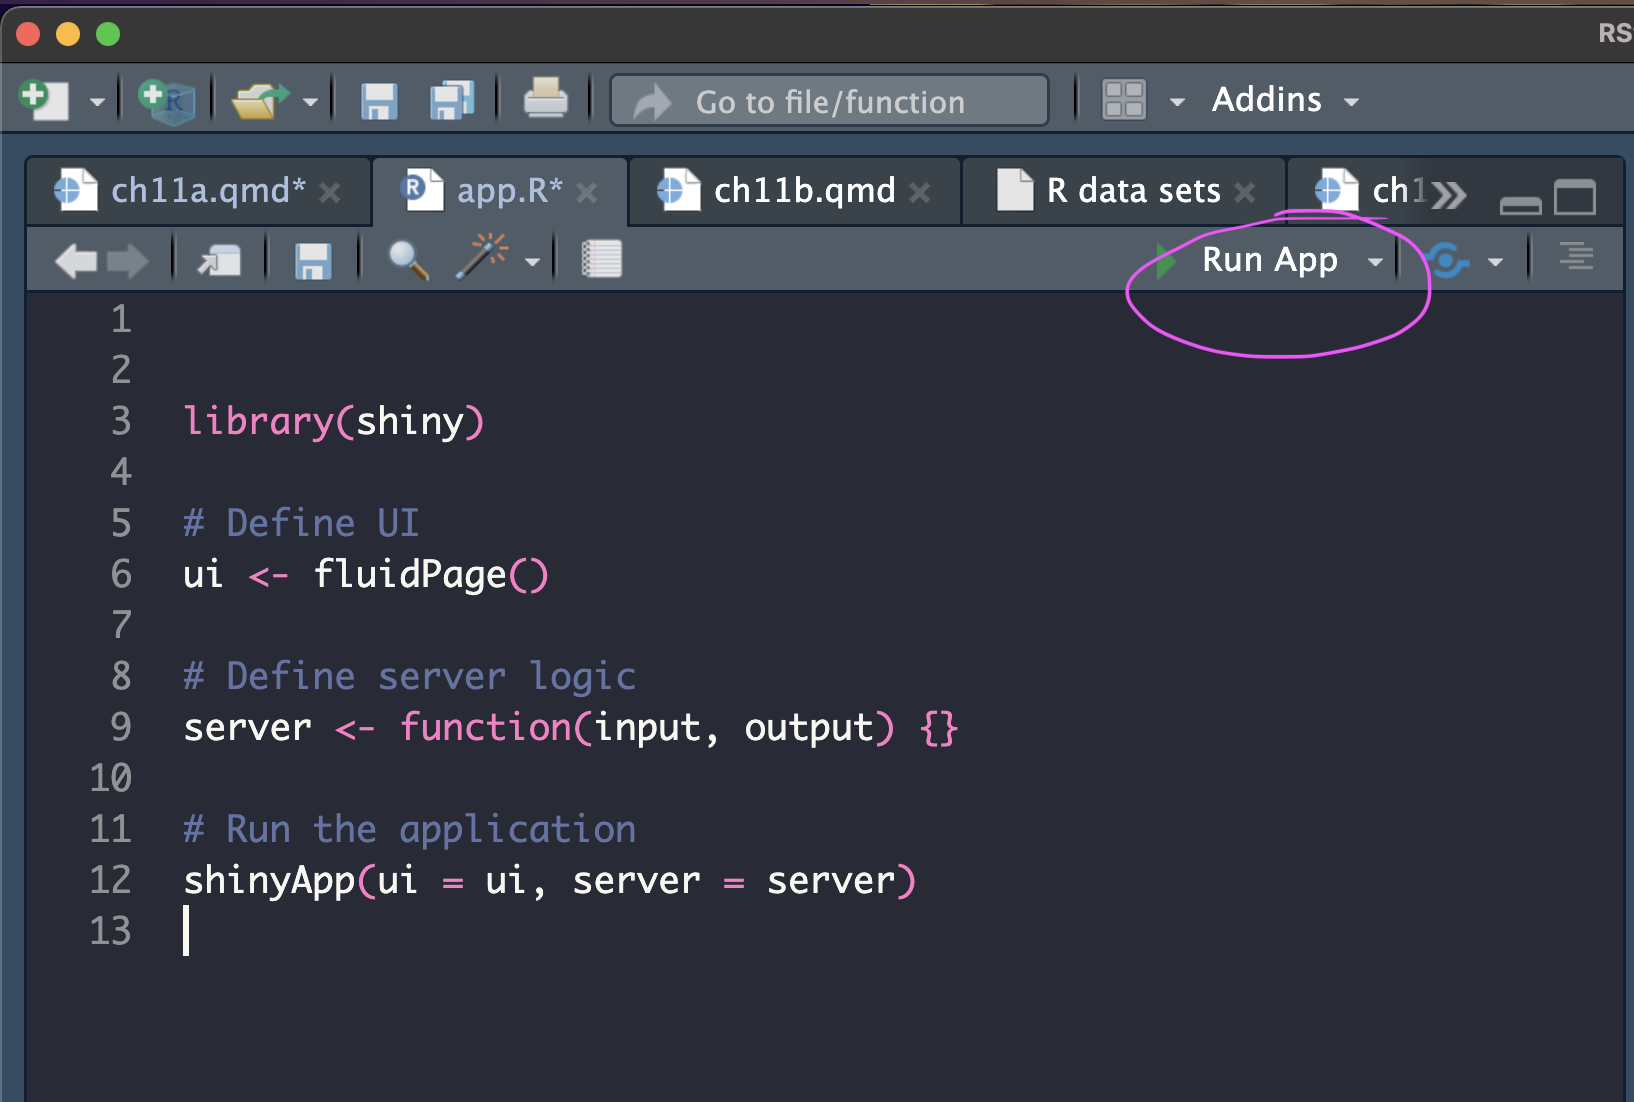 RS
Go to file/function
Addins
ch11a.qmd*
app.R*
ch11b.qmd
R data sets
ch1
Run App
1
2
3 library(shiny)
4
5 # Define UI
6 ui <- fluidPage()
7
8 # Define server logic
9 server <- function(input, output) {}
10
11 # Run the application
12 shinyApp(ui = ui, server = server)
13